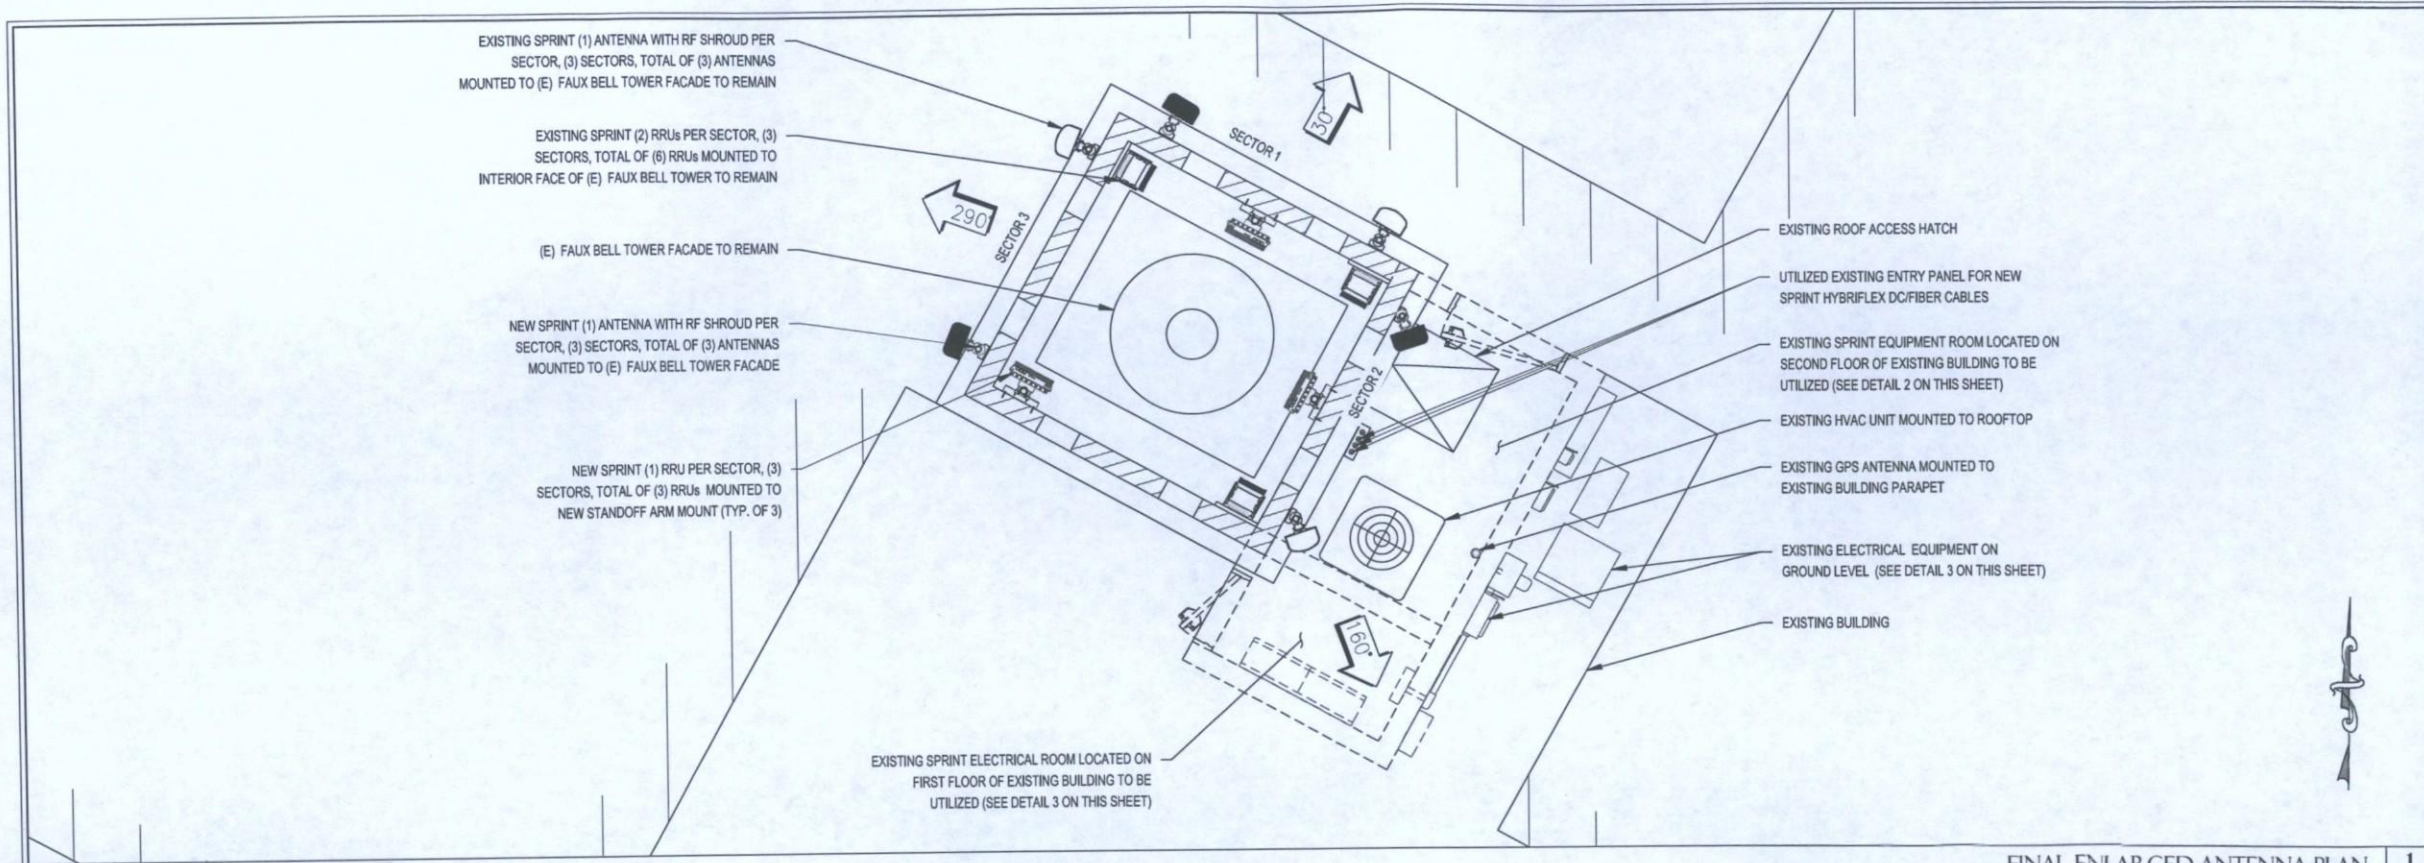 EXISTING SPRINT (1) ANTENNA WITH RF SHROUD PER
SECTOR, (3) SECTORS, TOTAL OF (3) ANTENNAS
MOUNTED TO (E) FAUX BELL TOWER FACADE TO REMAIN
EXISTING SPRINT (2) RRUs PER SECTOR, (3)
SECTORS, TOTAL OF (6) RRUs MOUNTED TO
INTERIOR FACE OF (E) FAUX BELL TOWER TO REMAIN
(E) FAUX BELL TOWER FACADE TO REMAIN
NEW SPRINT (1) ANTENNA WITH RF SHROUD PER
SECTOR, (3) SECTORS, TOTAL OF (3) ANTENNAS
MOUNTED TO (E) FAUX BELL TOWER FACADE
NEW SPRINT (1) RRU PER SECTOR, (3)
SECTORS, TOTAL OF (3) RRUs MOUNTED TO
NEW STANDOFF ARM MOUNT (TYP. OF 3)
EXISTING SPRINT ELECTRICAL ROOM LOCATED ON
FIRST FLOOR OF EXISTING BUILDING TO BE
UTILIZED (SEE DETAIL 3 ON THIS SHEET)
30°
SECTOR 1
290°
SECTOR 3
SECTOR 2
160°
EXISTING ROOF ACCESS HATCH
UTILIZED EXISTING ENTRY PANEL FOR NEW
SPRINT HYBRIFLEX DC/FIBER CABLES
EXISTING SPRINT EQUIPMENT ROOM LOCATED ON
SECOND FLOOR OF EXISTING BUILDING TO BE
UTILIZED (SEE DETAIL 2 ON THIS SHEET)
EXISTING HVAC UNIT MOUNTED TO ROOFTOP
EXISTING GPS ANTENNA MOUNTED TO
EXISTING BUILDING PARAPET
EXISTING ELECTRICAL EQUIPMENT ON
GROUND LEVEL (SEE DETAIL 3 ON THIS SHEET)
EXISTING BUILDING
FINAL ENLARGED ANTENNA PLAN
1